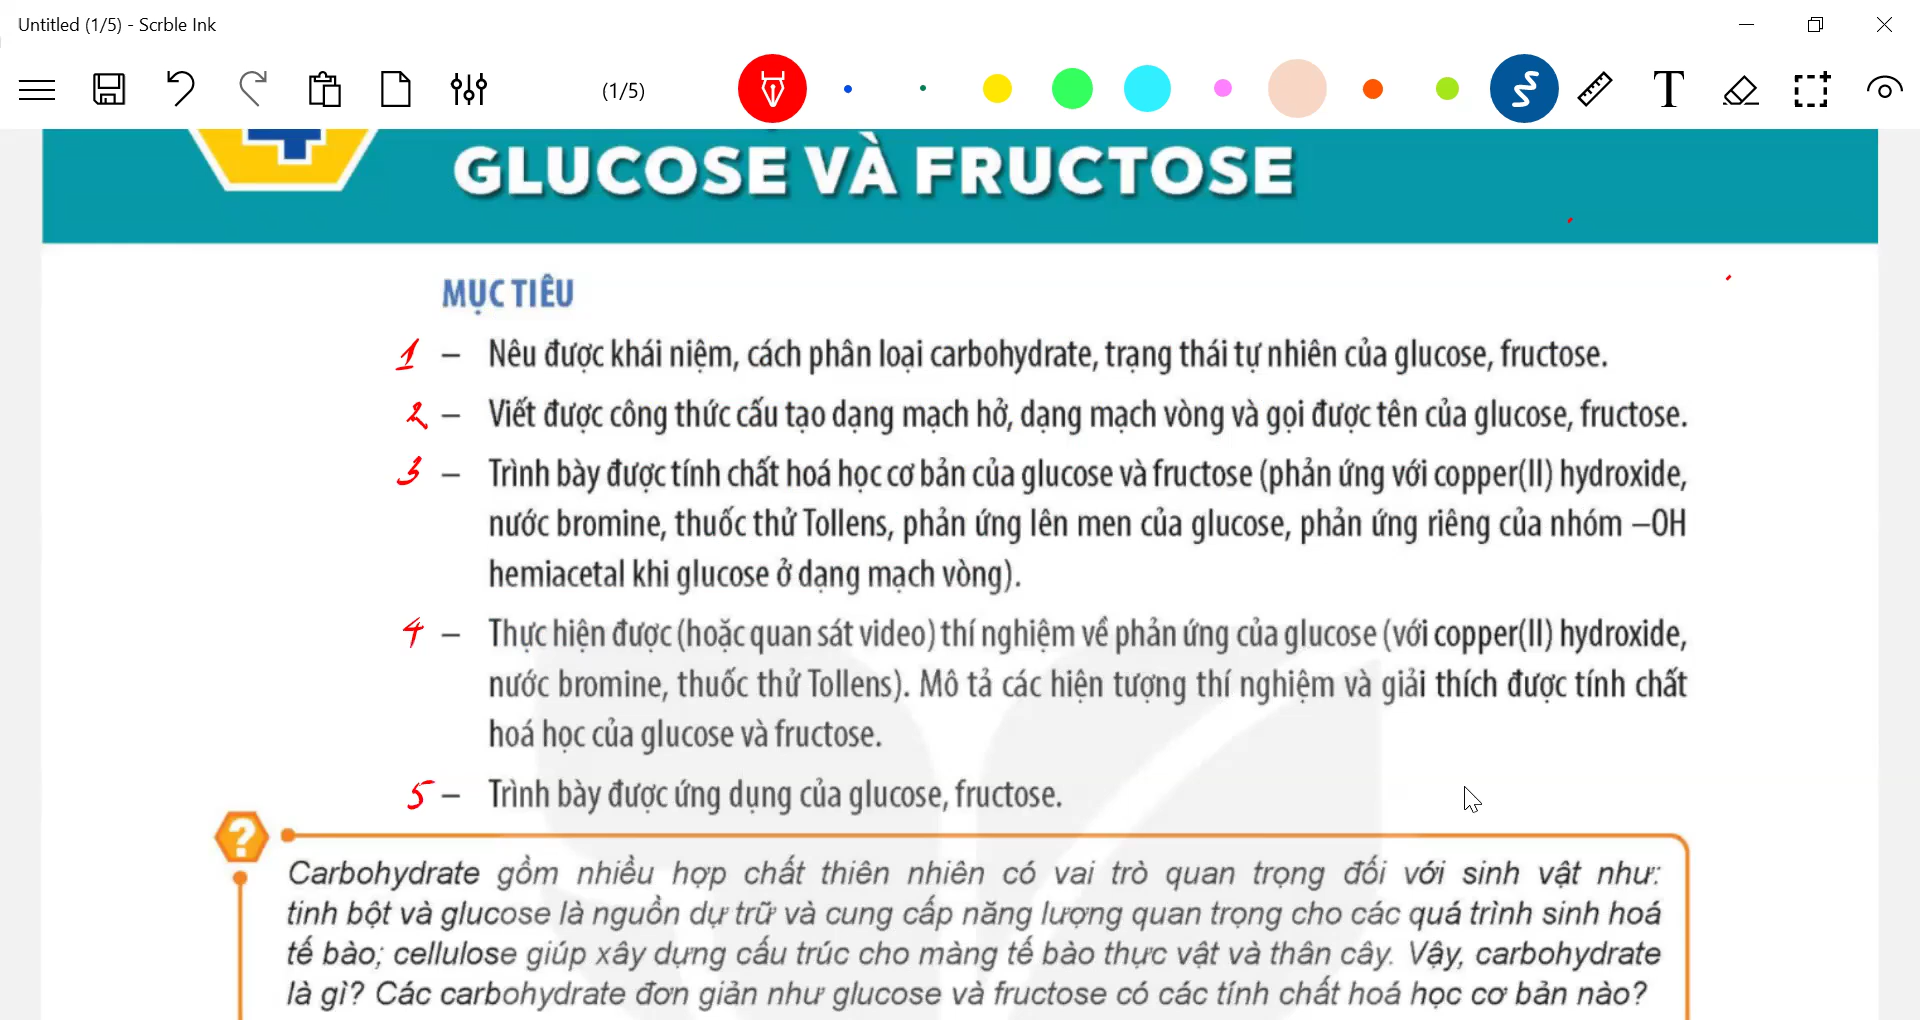 Untitled (1/5) - Scrble Ink
(1/5)
T
GLUCOSE VÀ FRUCTOSE
MỤC TIÊU
1 – Nêu được khái niệm, cách phân loại carbohydrate, trạng thái tự nhiên của glucose, fructose.
2 – Viết được công thức cấu tạo dạng mạch hở, dạng mạch vòng và gọi được tên của glucose, fructose.
3 – Trình bày được tính chất hoá học cơ bản của glucose và fructose (phản ứng với copper(II) hydroxide,
nước bromine, thuốc thử Tollens, phản ứng lên men của glucose, phản ứng riêng của nhóm –OH
hemiacetal khi glucose ở dạng mạch vòng).
4 – Thực hiện được (hoặc quan sát video) thí nghiệm về phản ứng của glucose (với copper(II) hydroxide,
nước bromine, thuốc thử Tollens). Mô tả các hiện tượng thí nghiệm và giải thích được tính chất
hoá học của glucose và fructose.
5 – Trình bày được ứng dụng của glucose, fructose.
?
Carbohydrate gồm nhiều hợp chất thiên nhiên có vai trò quan trọng đối với sinh vật như:
tinh bột và glucose là nguồn dự trữ và cung cấp năng lượng quan trọng cho các quá trình sinh hoá
tế bào; cellulose giúp xây dựng cấu trúc cho màng tế bào thực vật và thân cây. Vậy, carbohydrate
là gì? Các carbohydrate đơn giản như glucose và fructose có các tính chất hoá học cơ bản nào?